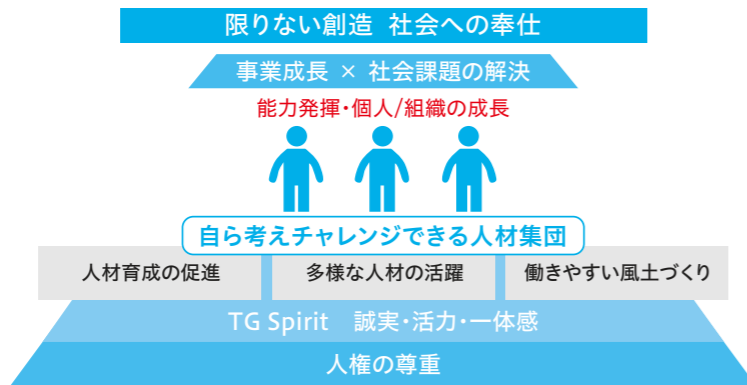 限りない創造 社会への奉仕
事業成長 × 社会課題の解決
能力発揮・個人/組織の成長
自ら考えチャレンジできる人材集団
人材育成の促進 多様な人材の活躍 働きやすい風土づくり
TG Spirit 誠実・活力・一体感
人権の尊重